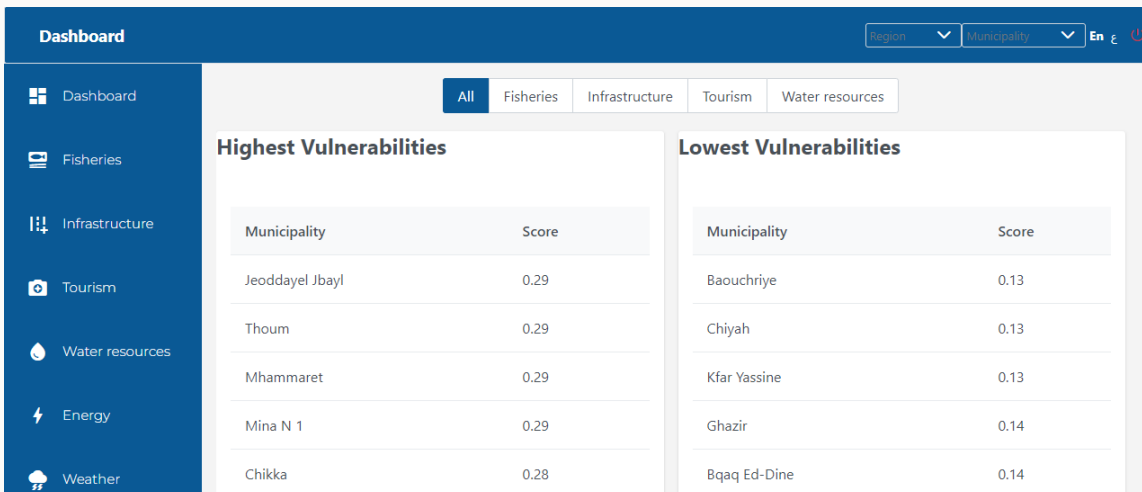 Dashboard
Region
Municipality
En ع
Dashboard
Fisheries
Infrastructure
Tourism
Water resources
Energy
Weather
All Fisheries Infrastructure Tourism Water resources
Highest Vulnerabilities
Municipality Score
Jeoddayel Jbayl 0.29
Thoum 0.29
Mhammaret 0.29
Mina N 1 0.29
Chikka 0.28
Lowest Vulnerabilities
Municipality Score
Baouchriye 0.13
Chiyah 0.13
Kfar Yassine 0.13
Ghazir 0.14
Bqaq Ed-Dine 0.14